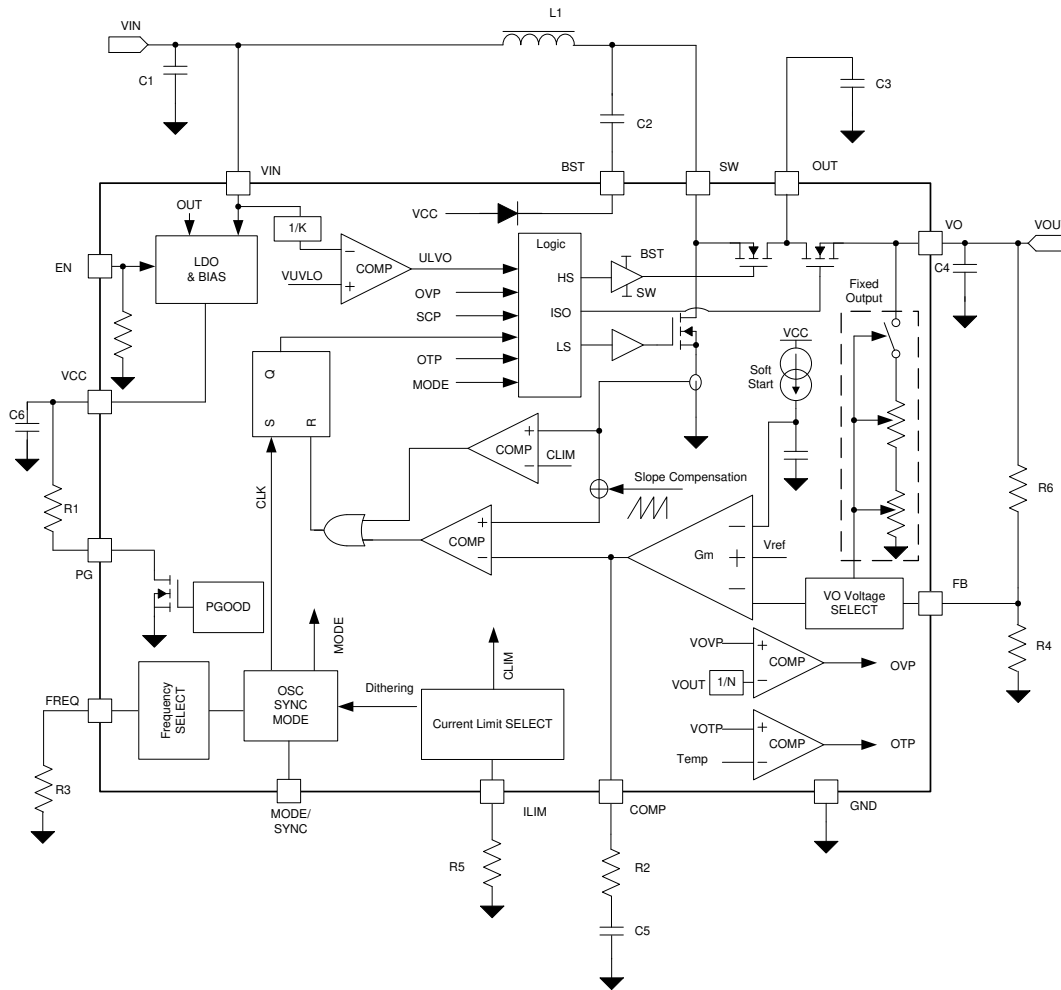 L1
VIN
C1
C3
C2
VIN
BST
SW
OUT
OUT
VCC
1/K
Logic
VO
VOU
EN
LDO
& BIAS
COMP
ULVO
BST
C4
VUVLO
HS
SW
Fixed
Output
OVP
SCP
ISO
VCC
LS
Soft
Start
VCC
Q
OTP
MODE
C6
S
R
COMP
CLIM
Slope Compensation
R6
R1
CLK
COMP
Gm
Vref
PG
VO Voltage
SELECT
FB
PGOOD
MODE
CLIM
VOVP
COMP
OVP
R4
VOUT
1/N
FREQ
Frequency
SELECT
OSC
SYNC
MODE
Dithering
Current Limit SELECT
VOTP
COMP
OTP
Temp
R3
MODE/
SYNC
ILIM
COMP
GND
R5
R2
C5